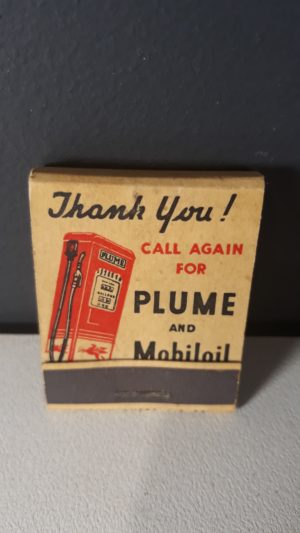 Thank You!
CALL AGAIN
FOR
PLUME
PLUME
AND
Mobiloil